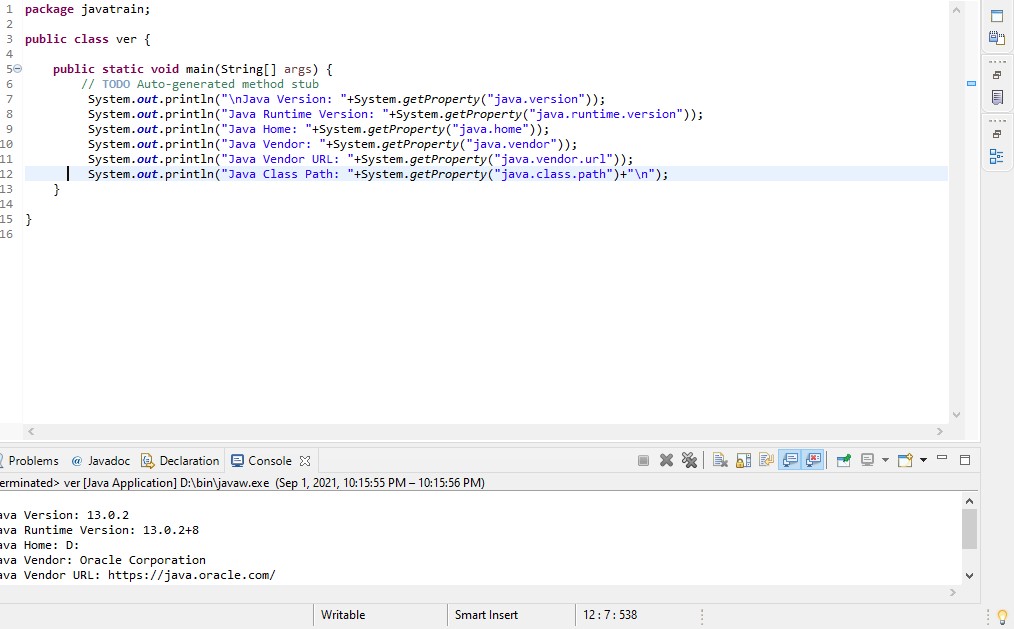 1 package javatrain;
2
3 public class ver {
4
5 public static void main(String[] args) {
6 // TODO Auto-generated method stub
7 System.out.println("\nJava Version: "+System.getProperty("java.version"));
8 System.out.println("Java Runtime Version: "+System.getProperty("java.runtime.version"));
9 System.out.println("Java Home: "+System.getProperty("java.home"));
10 System.out.println("Java Vendor: "+System.getProperty("java.vendor"));
11 System.out.println("Java Vendor URL: "+System.getProperty("java.vendor.url"));
12 System.out.println("Java Class Path: "+System.getProperty("java.class.path")+"\n");
13 }
14
15 }
16
Problems @ Javadoc Declaration Console
erminated> ver [Java Application] D:\bin\javaw.exe (Sep 1, 2021, 10:15:55 PM – 10:15:56 PM)
ava Version: 13.0.2
ava Runtime Version: 13.0.2+8
ava Home: D:
ava Vendor: Oracle Corporation
ava Vendor URL: https://java.oracle.com/
Writable Smart Insert 12 : 7 : 538